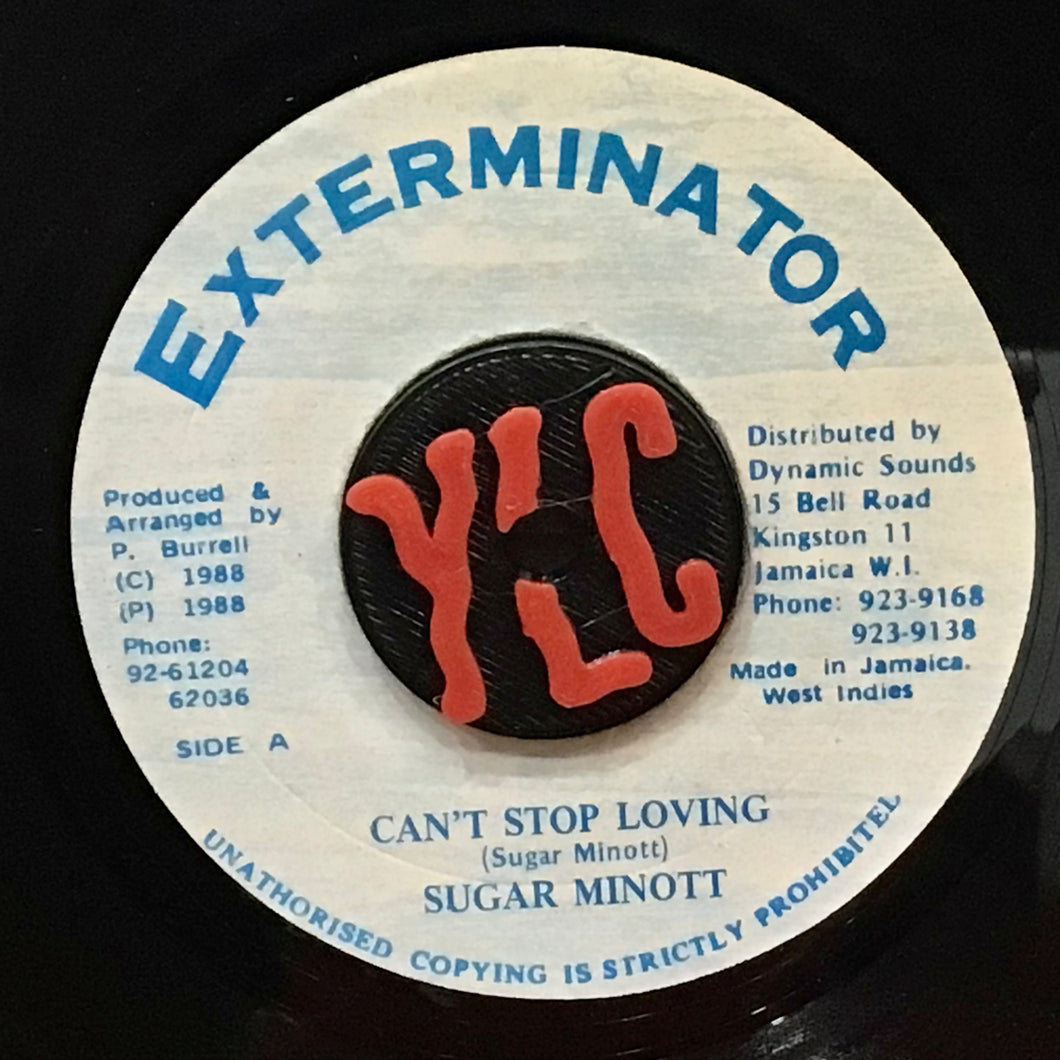 EXTERMINATOR
Produced &
Arranged by
P. Burrell
(C) 1988
(P) 1988
Phone:
92-61204
62036
SIDE A
Y'LC
Distributed by
Dynamic Sounds
15 Bell Road
Kingston 11
Jamaica W.I.
Phone: 923-9168
923-9138
Made in Jamaica.
West Indies
CAN'T STOP LOVING
(Sugar Minott)
SUGAR MINOTT
UNATHORISED COPYING IS STRICTLY PROHIBITEL